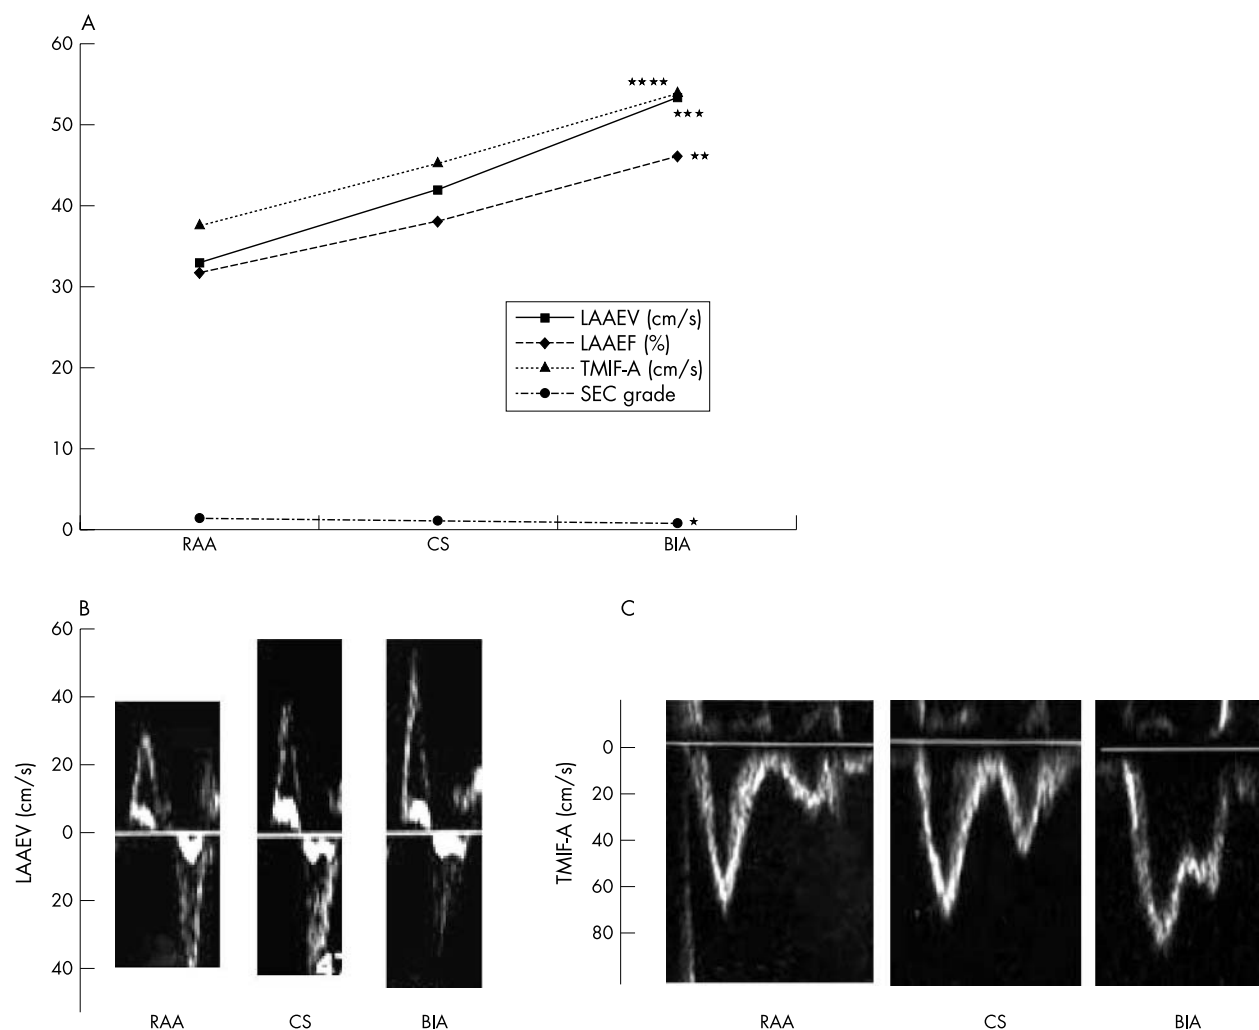 A
60
50
40
30
20
10
0
★★★★
★★★
★★
★
LAAEV (cm/s)
LAAEF (%)
TMIF-A (cm/s)
SEC grade
RAA CS BIA
B
LAAEV (cm/s)
60
40
20
0
20
40
RAA CS BIA
C
TMIF-A (cm/s)
0
20
40
60
80
RAA CS BIA